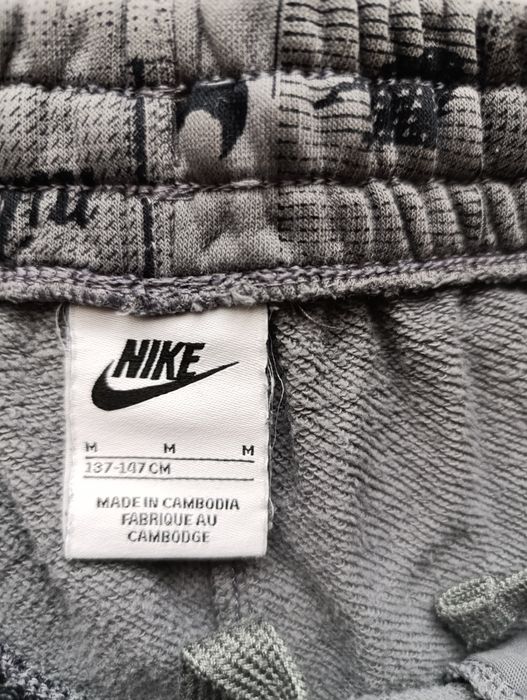 NIKE
M M M
137-147 CM
MADE IN CAMBODIA
FABRIQUE AU
CAMBODGE